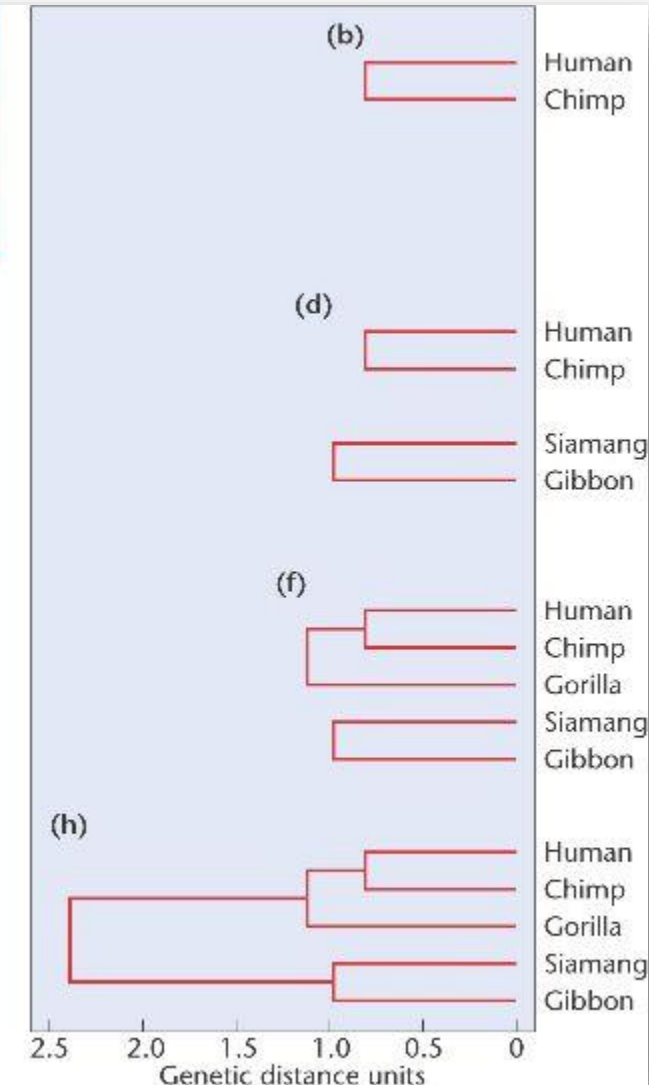 (b)
Human
Chimp
(d)
Human
Chimp
Siamang
Gibbon
(f)
Human
Chimp
Gorilla
Siamang
Gibbon
(h)
Human
Chimp
Gorilla
Siamang
Gibbon
2.5 2.0 1.5 1.0 0.5 0
Genetic distance units